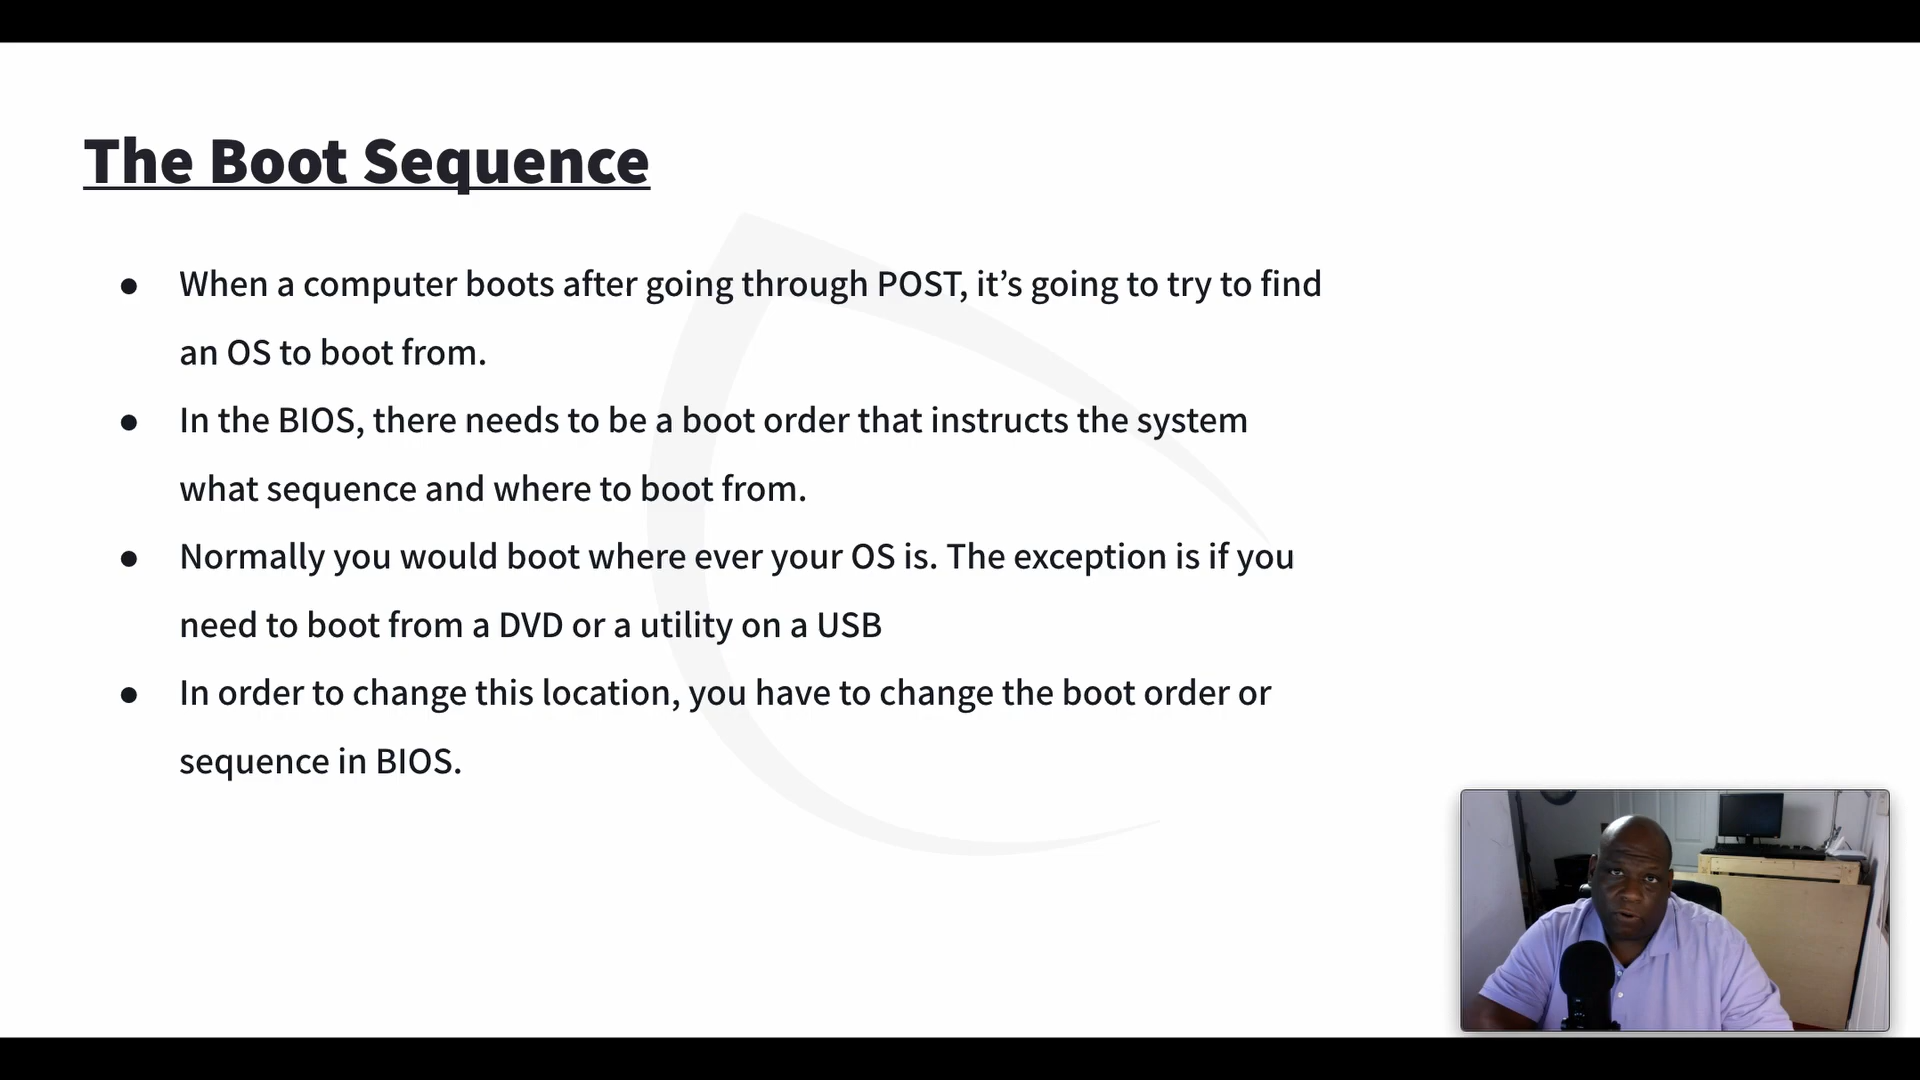 The Boot Sequence
● When a computer boots after going through POST, it’s going to try to find
an OS to boot from.
● In the BIOS, there needs to be a boot order that instructs the system
what sequence and where to boot from.
● Normally you would boot where ever your OS is. The exception is if you
need to boot from a DVD or a utility on a USB
● In order to change this location, you have to change the boot order or
sequence in BIOS.